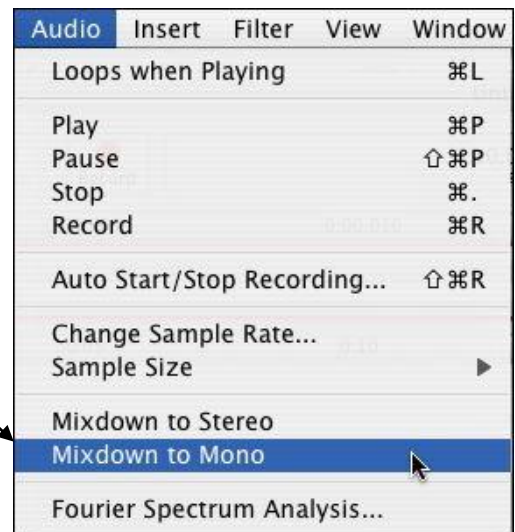 Audio Insert Filter View Window
Loops when Playing ⌘L
Play ⌘P
Pause ⇧⌘P
Stop ⌘.
Record ⌘R
Auto Start/Stop Recording... ⇧⌘R
Change Sample Rate...
Sample Size ▶
Mixdown to Stereo
Mixdown to Mono
Fourier Spectrum Analysis...